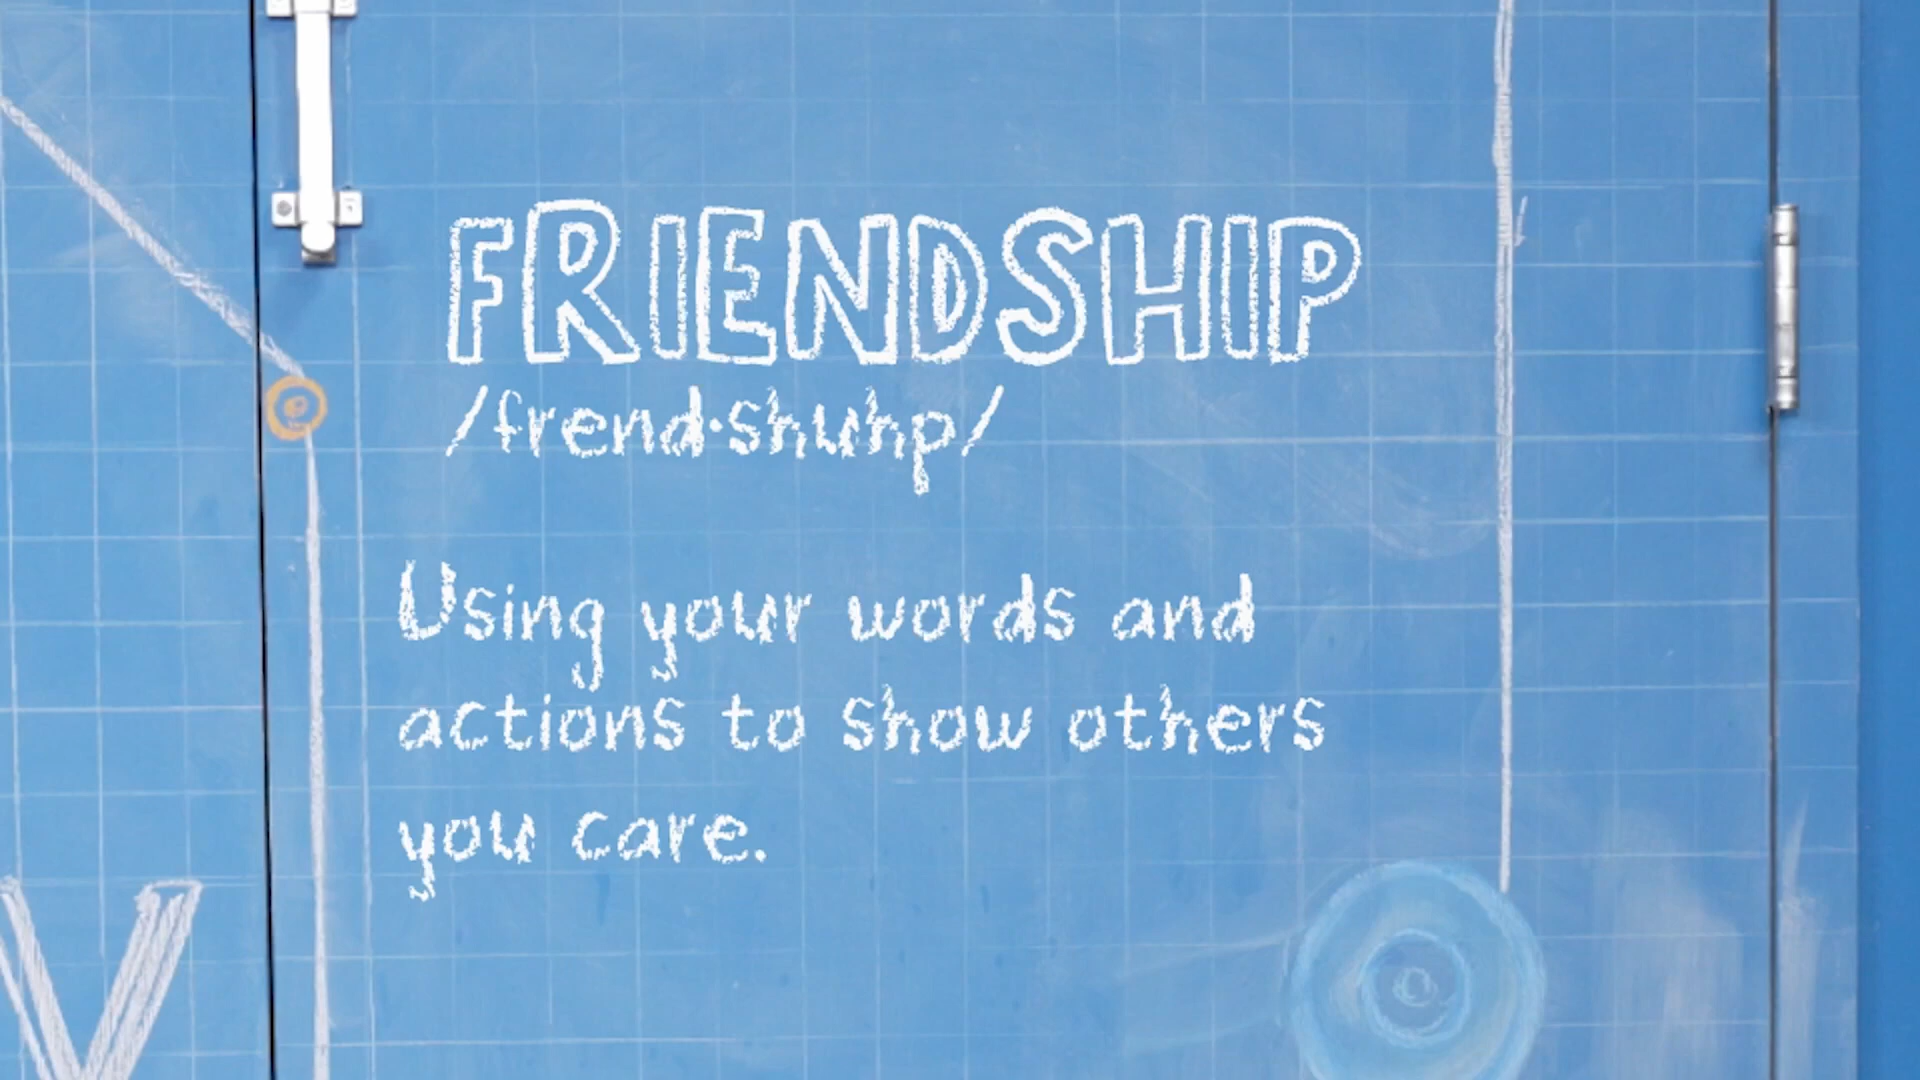 FRIENDSHIP
/frend·shuhp/
Using your words and
actions to show others
you care.